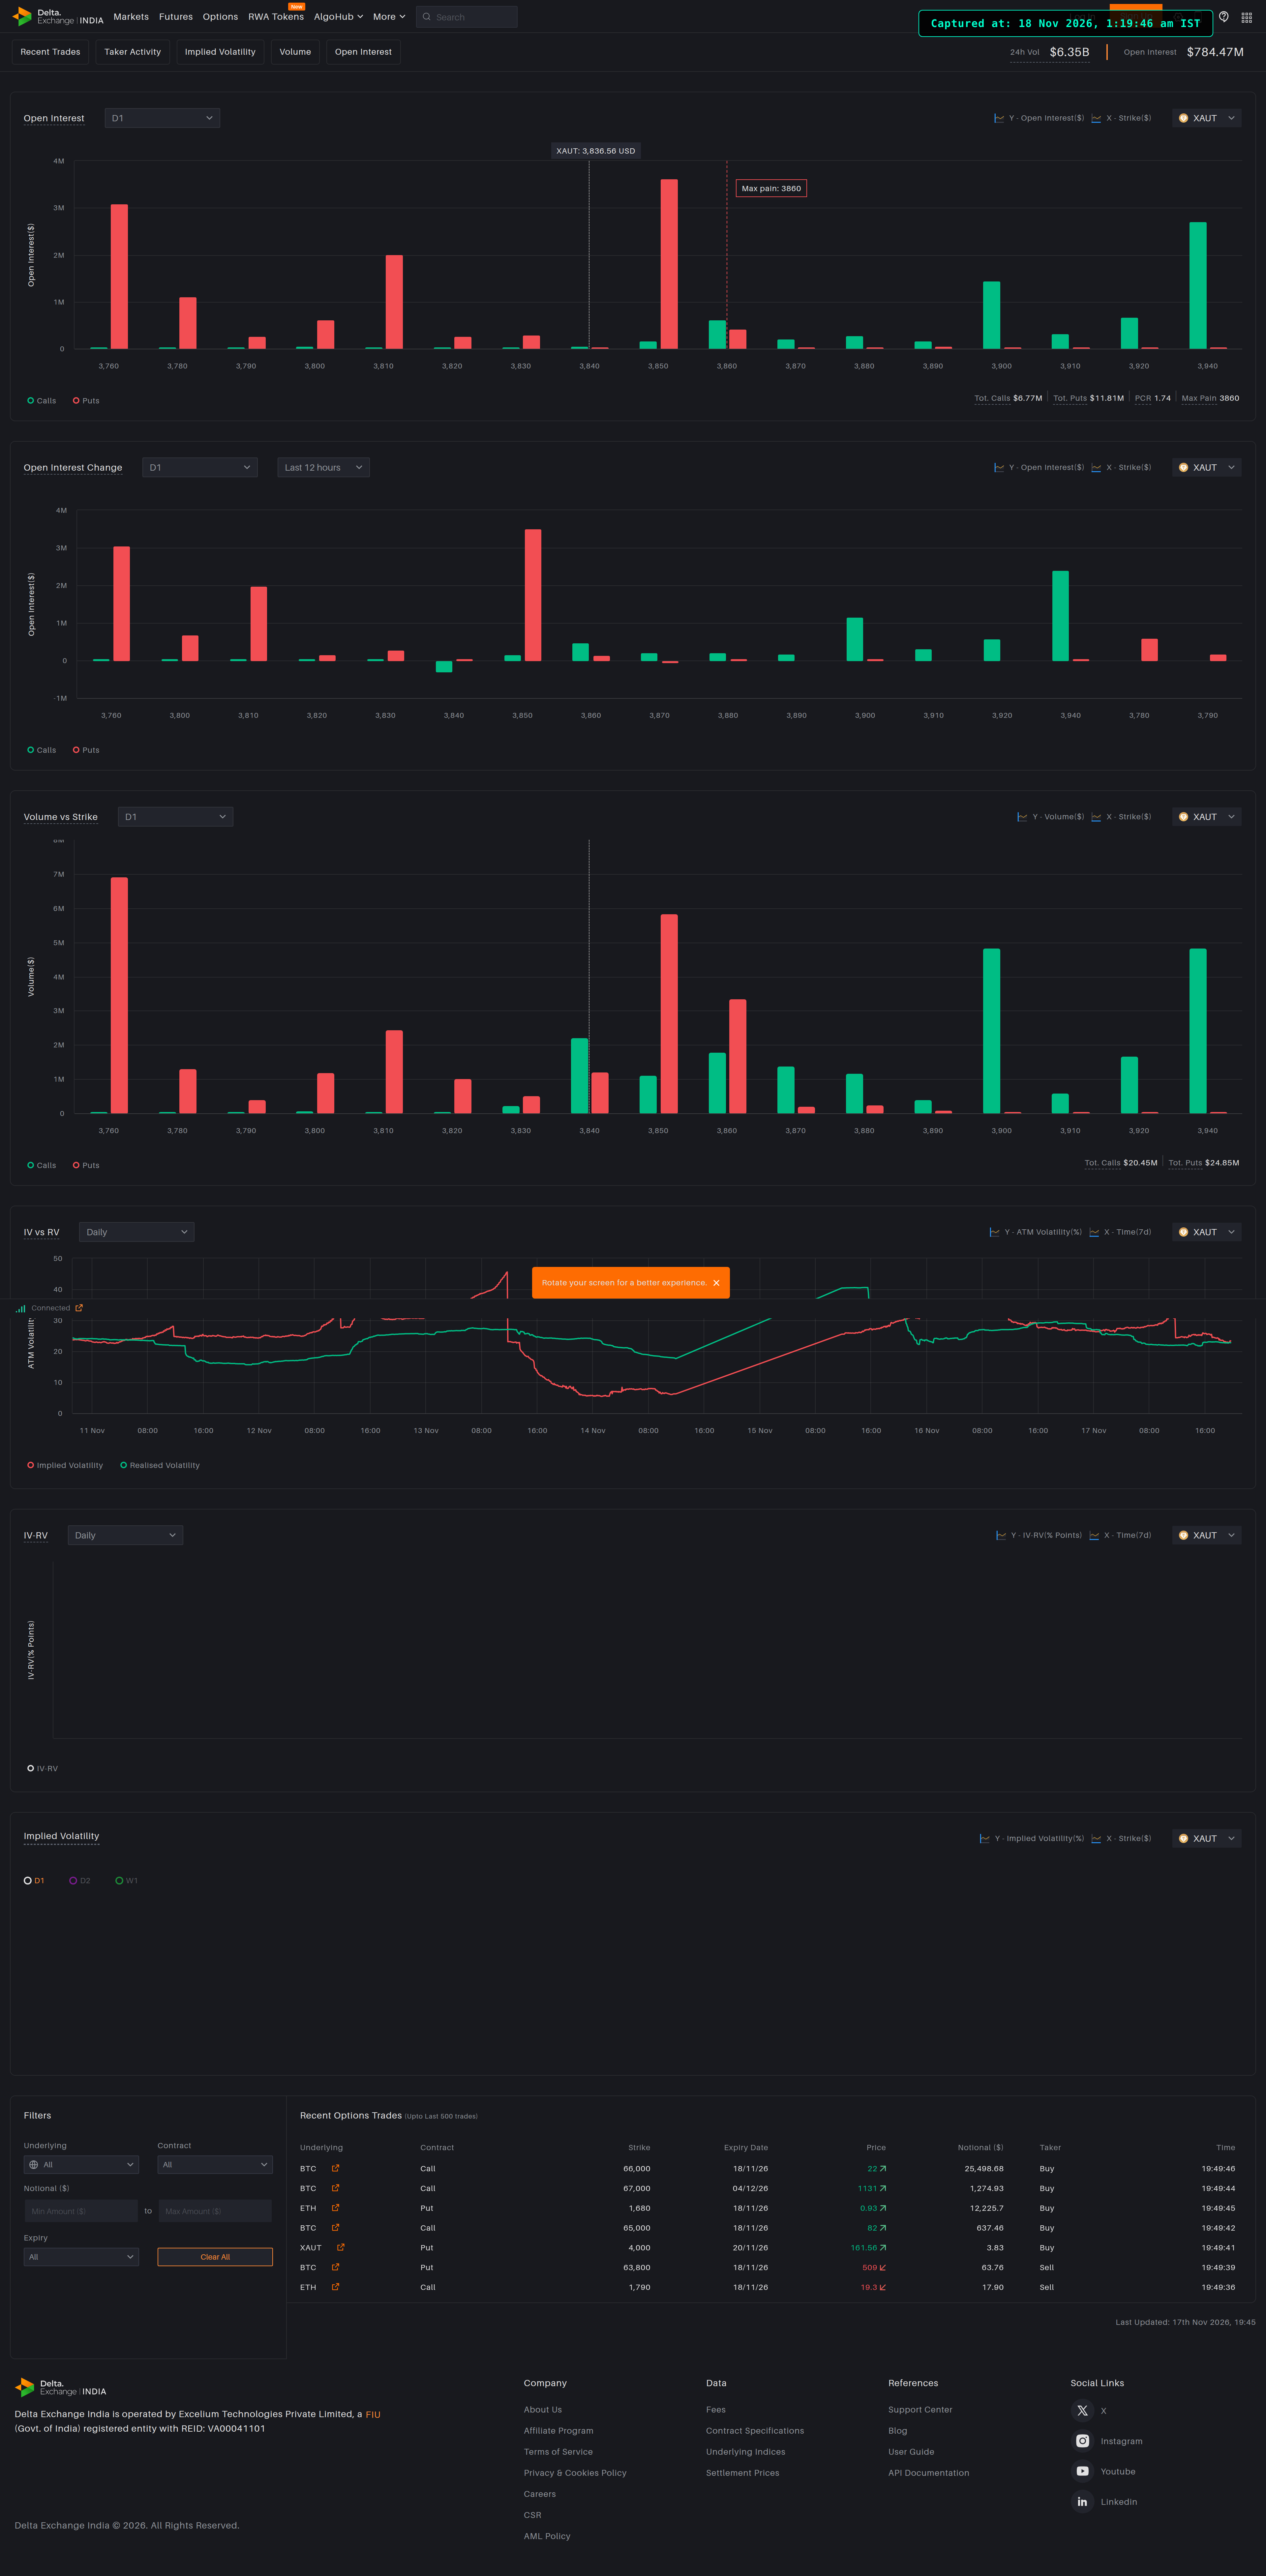 Delta.
Exchange | INDIA
Markets Futures Options RWA Tokens New AlgoHub More Search
Captured at: 18 Nov 2026, 1:19:46 am IST
Recent Trades Taker Activity Implied Volatility Volume Open Interest
24h Vol $6.35B Open Interest $784.47M
Open Interest D1 Y - Open Interest($) X - Strike($) XAUT
XAUT: 3,836.56 USD
Max pain: 3860
Open Interest($)
4M
3M
2M
1M
0
3,760 3,780 3,790 3,800 3,810 3,820 3,830 3,840 3,850 3,860 3,870 3,880 3,890 3,900 3,910 3,920 3,940
Calls Puts
Tot. Calls $6.77M Tot. Puts $11.81M PCR 1.74 Max Pain 3860
Open Interest Change D1 Last 12 hours Y - Open Interest($) X - Strike($) XAUT
Open Interest($)
4M
3M
2M
1M
0
-1M
3,760 3,800 3,810 3,820 3,830 3,840 3,850 3,860 3,870 3,880 3,890 3,900 3,910 3,920 3,940 3,780 3,790
Calls Puts
Volume vs Strike D1 Y - Volume($) X - Strike($) XAUT
Volume($)
8M
7M
6M
5M
4M
3M
2M
1M
0
3,760 3,780 3,790 3,800 3,810 3,820 3,830 3,840 3,850 3,860 3,870 3,880 3,890 3,900 3,910 3,920 3,940
Calls Puts
Tot. Calls $20.45M Tot. Puts $24.85M
IV vs RV Daily Y - ATM Volatility(%) X - Time(7d) XAUT
50
40
Rotate your screen for a better experience.
Connected
ATM Volatilit
30
20
10
0
11 Nov 08:00 16:00 12 Nov 08:00 16:00 13 Nov 08:00 16:00 14 Nov 08:00 16:00 15 Nov 08:00 16:00 16 Nov 08:00 16:00 17 Nov 08:00 16:00
Implied Volatility Realised Volatility
IV-RV Daily Y - IV-RV(% Points) X - Time(7d) XAUT
IV-RV(% Points)
IV-RV
Implied Volatility Y - Implied Volatility(%) X - Strike($) XAUT
D1 D2 W1
Filters
Underlying Contract
All All
Notional ($)
Min Amount ($) to Max Amount ($)
Expiry
All Clear All
Recent Options Trades (Upto Last 500 trades)
Underlying Contract Strike Expiry Date Price Notional ($) Taker Time
BTC Call 66,000 18/11/26 22 25,498.68 Buy 19:49:46
BTC Call 67,000 04/12/26 1131 1,274.93 Buy 19:49:44
ETH Put 1,680 18/11/26 0.93 12,225.7 Buy 19:49:45
BTC Call 65,000 18/11/26 82 637.46 Buy 19:49:42
XAUT Put 4,000 20/11/26 161.56 3.83 Buy 19:49:41
BTC Put 63,800 18/11/26 509 63.76 Sell 19:49:39
ETH Call 1,790 18/11/26 19.3 17.90 Sell 19:49:36
Last Updated: 17th Nov 2026, 19:45
Delta.
Exchange | INDIA
Delta Exchange India is operated by Excelium Technologies Private Limited, a FIU
(Govt. of India) registered entity with REID: VA00041101
Delta Exchange India © 2026. All Rights Reserved.
Company
About Us
Affiliate Program
Terms of Service
Privacy & Cookies Policy
Careers
CSR
AML Policy
Data
Fees
Contract Specifications
Underlying Indices
Settlement Prices
References
Support Center
Blog
User Guide
API Documentation
Social Links
X
Instagram
Youtube
Linkedin